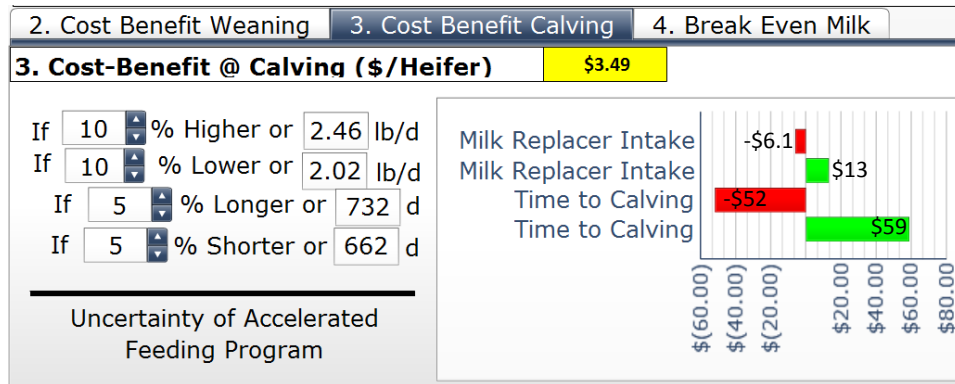 2. Cost Benefit Weaning 3. Cost Benefit Calving 4. Break Even Milk
3. Cost-Benefit @ Calving ($/Heifer) $3.49
If 10 % Higher or 2.46 lb/d
If 10 % Lower or 2.02 lb/d
If 5 % Longer or 732 d
If 5 % Shorter or 662 d
Uncertainty of Accelerated
Feeding Program
Milk Replacer Intake -$6.1
Milk Replacer Intake $13
Time to Calving -$52
Time to Calving $59
$(60.00) $(40.00) $(20.00) $20.00 $40.00 $60.00 $80.00